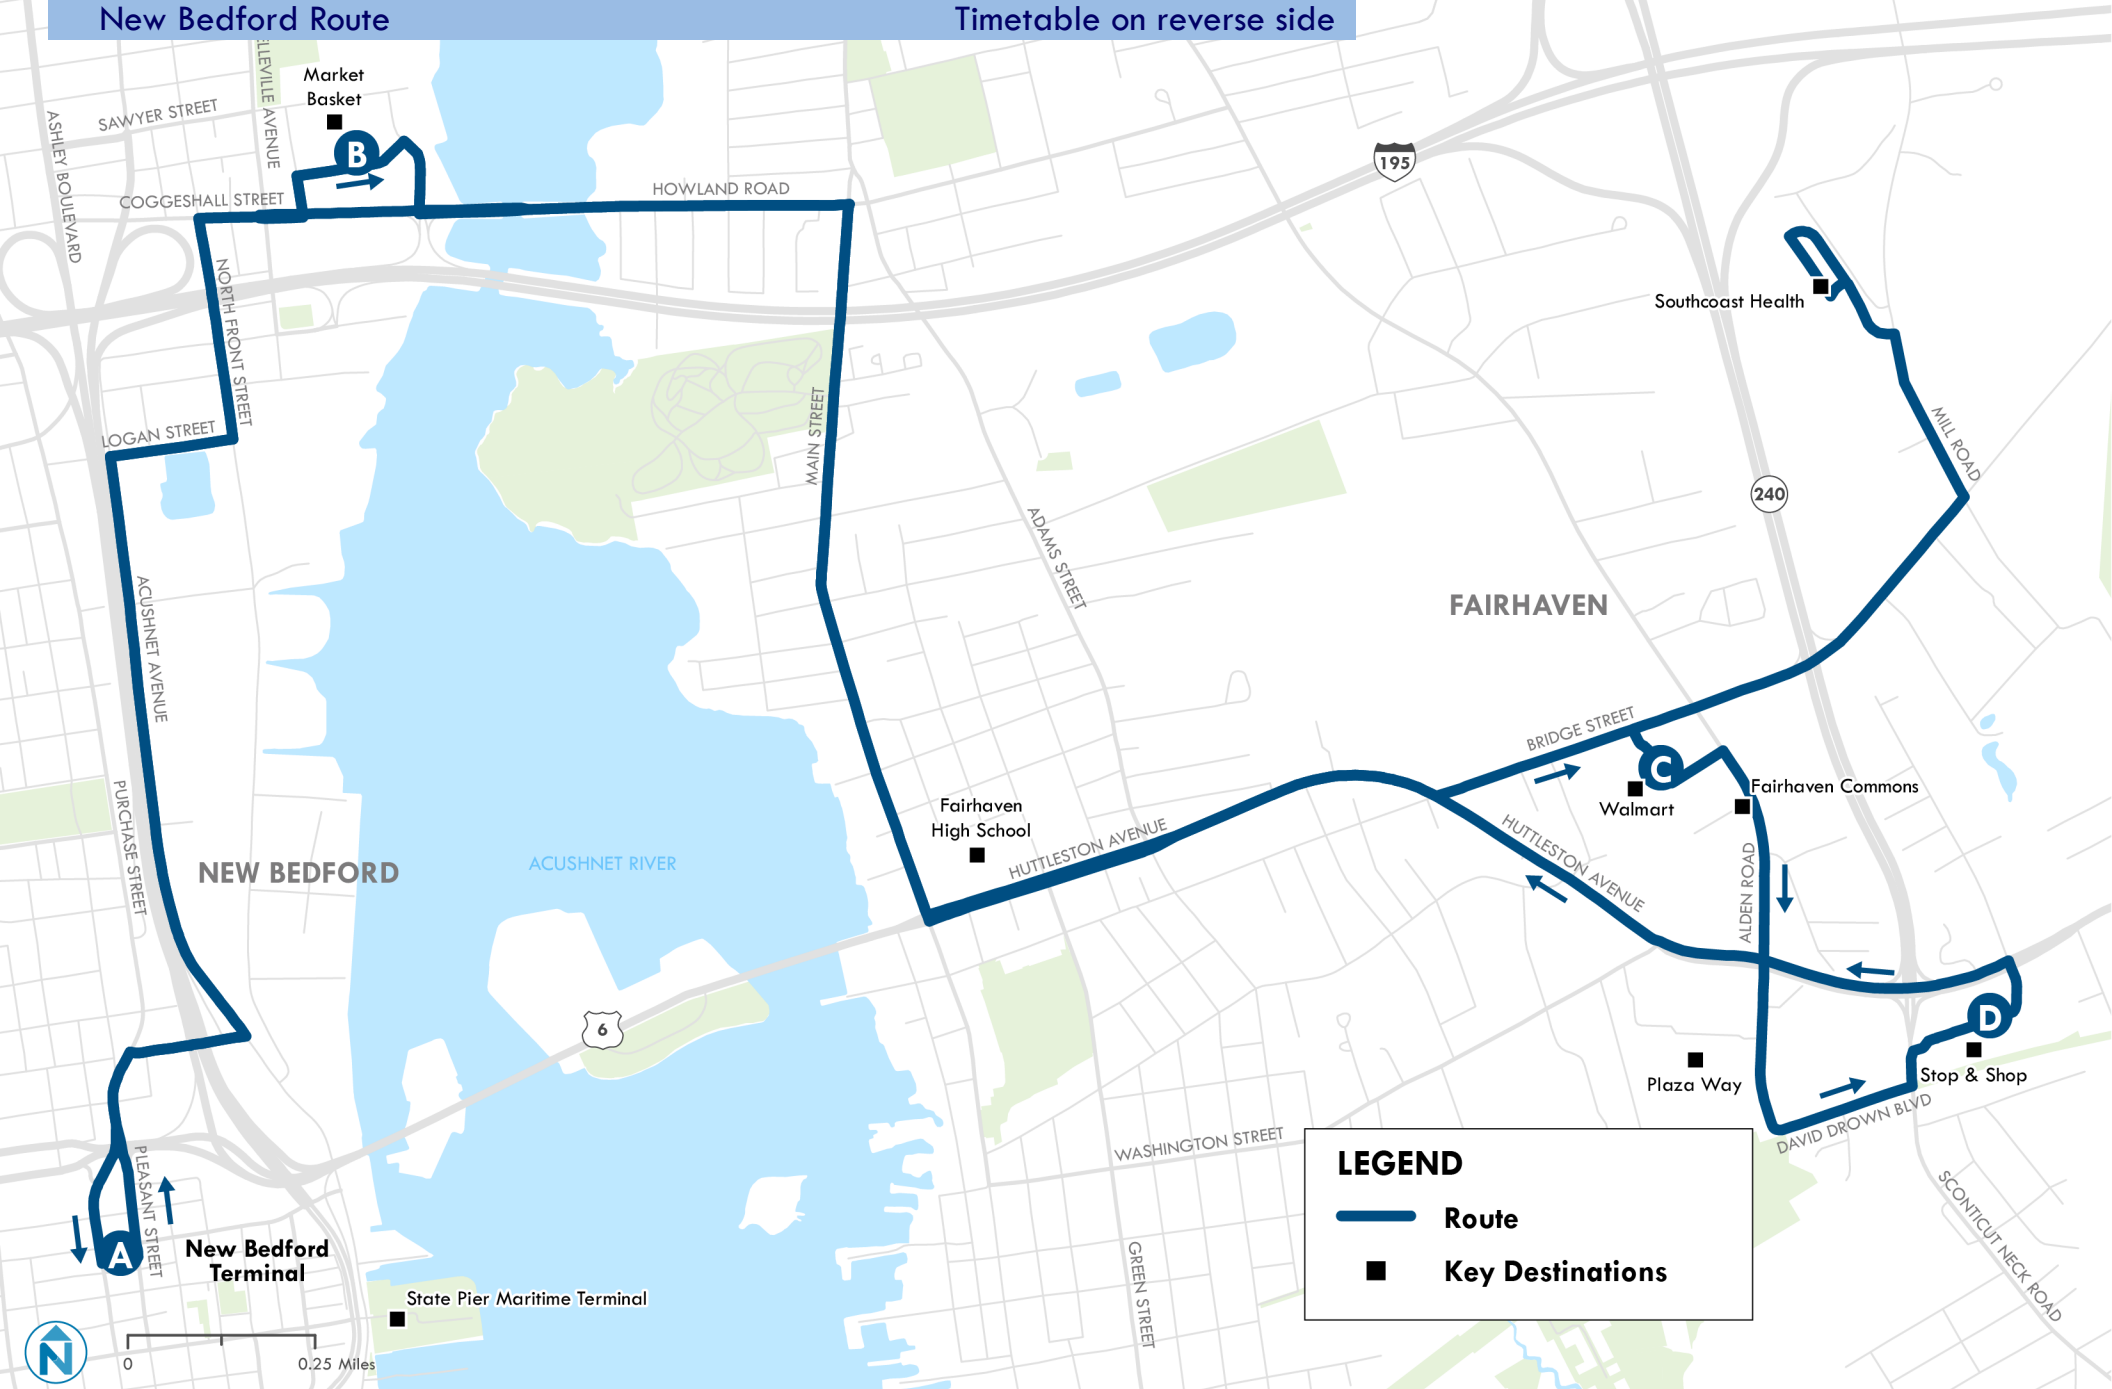 New Bedford Route
Timetable on reverse side
ELLEVILLE AVENUE
Market
Basket
SAWYER STREET
ASHLEY BOULEVARD
B
195
COGGESHALL STREET
HOWLAND ROAD
NORTH FRONT STREET
Southcoast Health
MAIN STREET
LOGAN STREET
MILL ROAD
240
ADAMS STREET
ACUSHNET AVENUE
FAIRHAVEN
BRIDGE STREET
C
Walmart
Fairhaven Commons
PURCHASE STREET
Fairhaven
High School
HUTTLESTON AVENUE
HUTTLESTON AVENUE
NEW BEDFORD
ACUSHNET RIVER
ALDEN ROAD
6
D
Plaza Way
Stop & Shop
DAVID DROWN BLVD
WASHINGTON STREET
PLEASANT STREET
A
New Bedford
Terminal
SCONTICUT NECK ROAD
GREEN STREET
LEGEND
Route
Key Destinations
State Pier Maritime Terminal
N
0
0.25 Miles